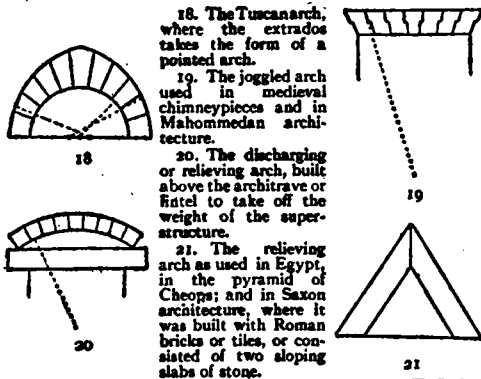 18. The Tuscan arch,
where the extrados
takes the form of a
pointed arch.
19. The joggled arch
used in medieval
chimneypieces and in
Mahommedan archi-
tecture.
20. The discharging
or relieving arch, built
above the architrave or
lintel to take off the
weight of the super-
structure.
21. The relieving
arch as used in Egypt,
in the pyramid of
Cheops; and in Saxon
architecture, where it
was built with Roman
bricks or tiles, or con-
sisted of two sloping
slabs of stone.
18
19
20
21